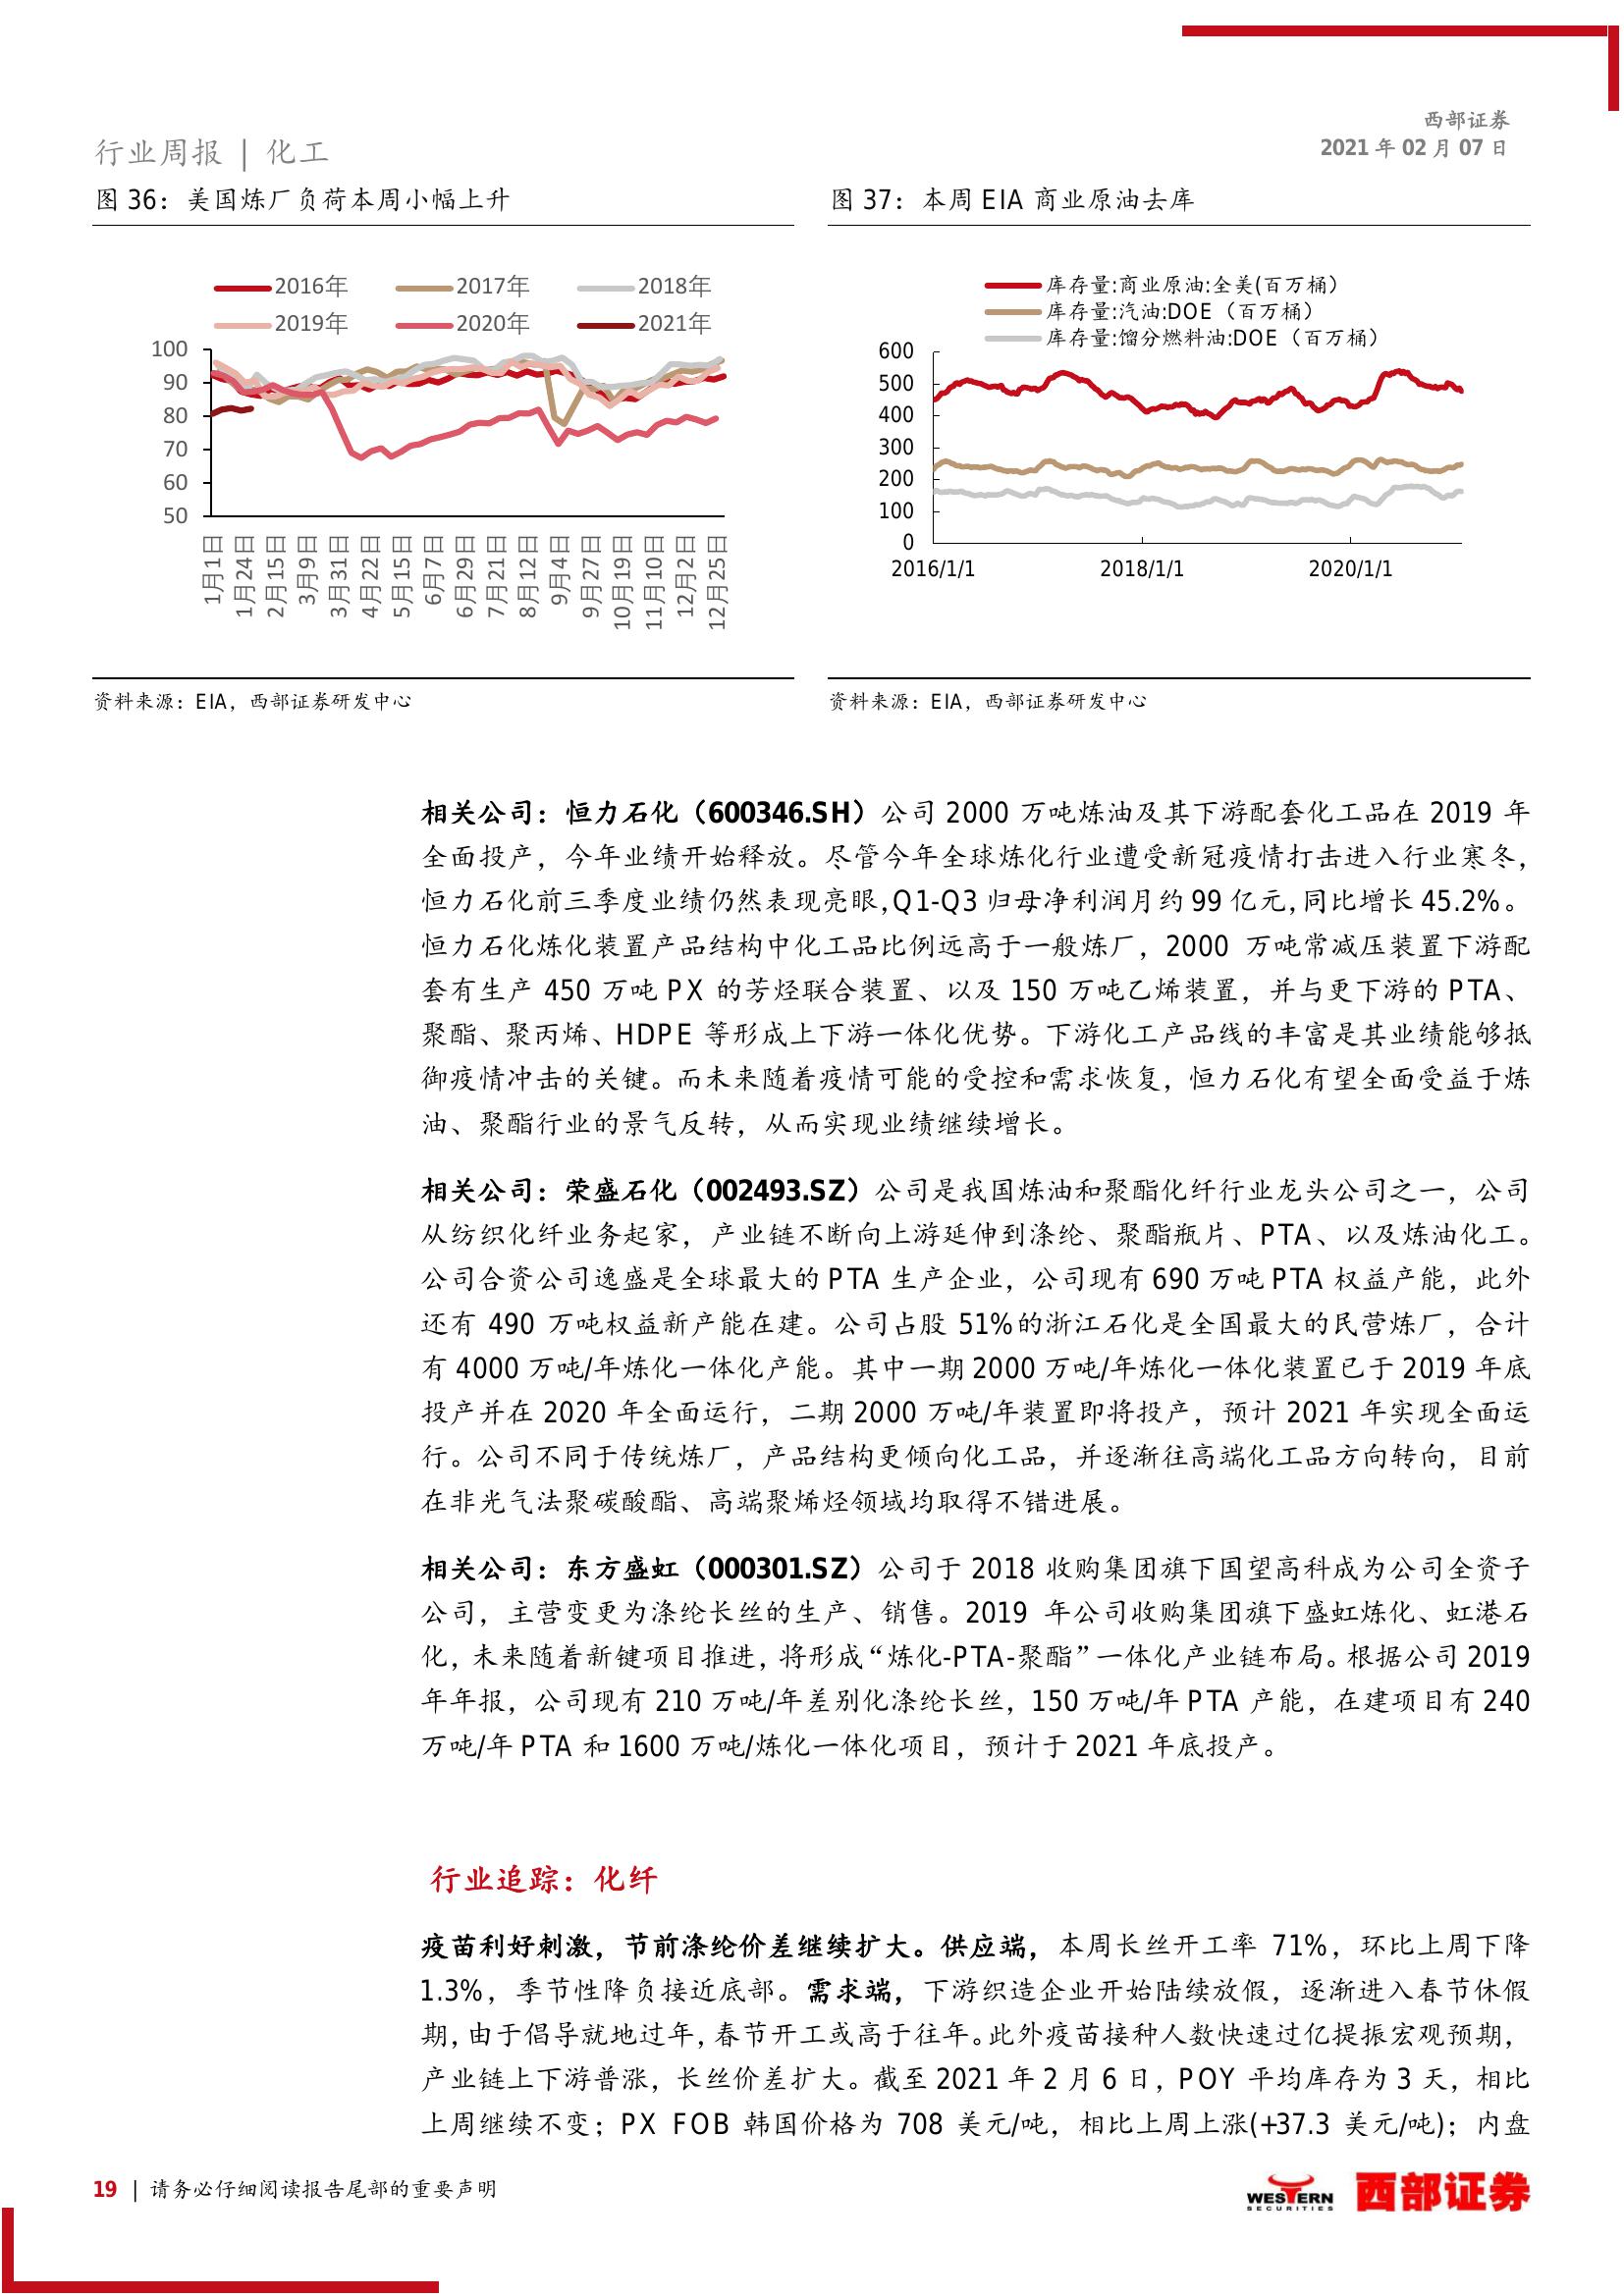 西部证券
行业周报 | 化工
2021 年 02 月 07 日
图 36：美国炼厂负荷本周小幅上升
2016年 2017年 2018年
2019年 2020年 2021年
100
90
80
70
60
50
1月1日
1月24日
2月15日
3月9日
3月31日
4月22日
5月15日
6月7日
6月29日
7月21日
8月12日
9月4日
9月27日
10月19日
11月10日
12月2日
12月25日
资料来源：EIA，西部证券研发中心
图 37：本周 EIA 商业原油去库
库存量:商业原油:全美(百万桶）
库存量:汽油:DOE（百万桶）
库存量:馏分燃料油:DOE（百万桶）
600
500
400
300
200
100
0
2016/1/1 2018/1/1 2020/1/1
资料来源：EIA，西部证券研发中心
相关公司：恒力石化（600346.SH）公司 2000 万吨炼油及其下游配套化工品在 2019 年
全面投产，今年业绩开始释放。尽管今年全球炼化行业遭受新冠疫情打击进入行业寒冬，
恒力石化前三季度业绩仍然表现亮眼，Q1-Q3 归母净利润月约 99 亿元，同比增长 45.2%。
恒力石化炼化装置产品结构中化工品比例远高于一般炼厂，2000 万吨常减压装置下游配
套有生产 450 万吨 PX 的芳烃联合装置、以及 150 万吨乙烯装置，并与更下游的 PTA、
聚酯、聚丙烯、HDPE 等形成上下游一体化优势。下游化工产品线的丰富是其业绩能够抵
御疫情冲击的关键。而未来随着疫情可能的受控和需求恢复，恒力石化有望全面受益于炼
油、聚酯行业的景气反转，从而实现业绩继续增长。
相关公司：荣盛石化（002493.SZ）公司是我国炼油和聚酯化纤行业龙头公司之一，公司
从纺织化纤业务起家，产业链不断向上游延伸到涤纶、聚酯瓶片、PTA、以及炼油化工。
公司合资公司逸盛是全球最大的 PTA 生产企业，公司现有 690 万吨 PTA 权益产能，此外
还有 490 万吨权益新产能在建。公司占股 51%的浙江石化是全国最大的民营炼厂，合计
有 4000 万吨/年炼化一体化产能。其中一期 2000 万吨/年炼化一体化装置已于 2019 年底
投产并在 2020 年全面运行，二期 2000 万吨/年装置即将投产，预计 2021 年实现全面运
行。公司不同于传统炼厂，产品结构更倾向化工品，并逐渐往高端化工品方向转向，目前
在非光气法聚碳酸酯、高端聚烯烃领域均取得不错进展。
相关公司：东方盛虹（000301.SZ）公司于 2018 收购集团旗下国望高科成为公司全资子
公司，主营变更为涤纶长丝的生产、销售。2019 年公司收购集团旗下盛虹炼化、虹港石
化，未来随着新键项目推进，将形成“炼化-PTA-聚酯”一体化产业链布局。根据公司 2019
年年报，公司现有 210 万吨/年差别化涤纶长丝，150 万吨/年 PTA 产能，在建项目有 240
万吨/年 PTA 和 1600 万吨/炼化一体化项目，预计于 2021 年底投产。
行业追踪：化纤
疫苗利好刺激，节前涤纶价差继续扩大。供应端，本周长丝开工率 71%，环比上周下降
1.3%，季节性降负接近底部。需求端，下游织造企业开始陆续放假，逐渐进入春节休假
期，由于倡导就地过年，春节开工或高于往年。此外疫苗接种人数快速过亿提振宏观预期，
产业链上下游普涨，长丝价差扩大。截至 2021 年 2 月 6 日，POY 平均库存为 3 天，相比
上周继续不变；PX FOB 韩国价格为 708 美元/吨，相比上周上涨(+37.3 美元/吨)；内盘
19 | 请务必仔细阅读报告尾部的重要声明
WESTERN
SECURITIES
西部证券